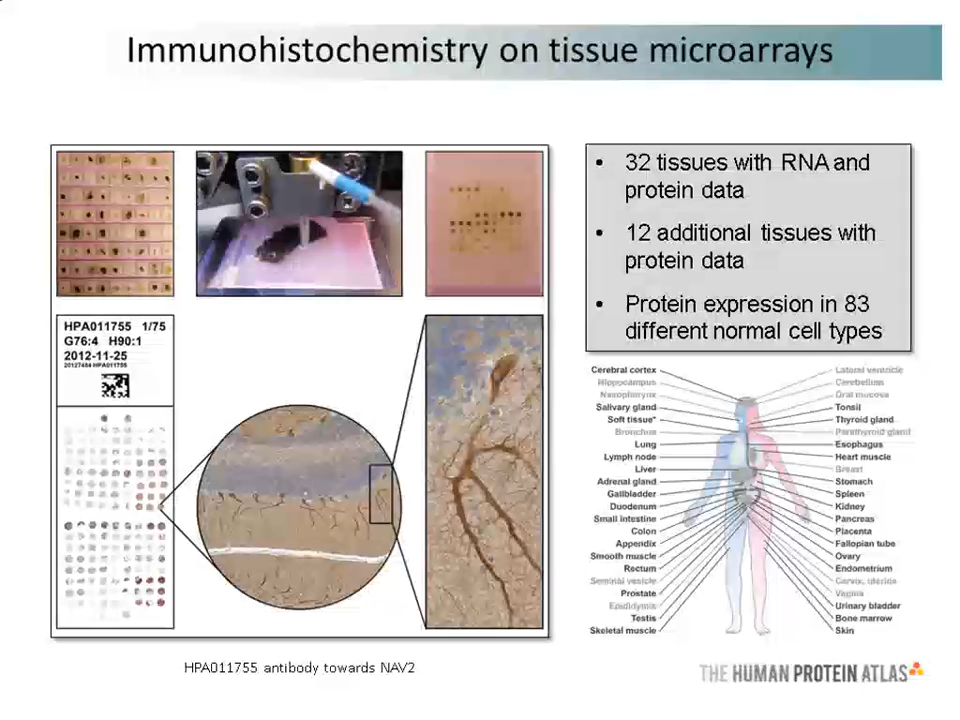 Immunohistochemistry on tissue microarrays
HPA011755 1/75
G76:4 H90:1
2012-11-25
20127484 HPA011755
HPA011755 antibody towards NAV2
• 32 tissues with RNA and
protein data
• 12 additional tissues with
protein data
• Protein expression in 83
different normal cell types
Cerebral cortex
Hippocampus
Nasopharynx
Salivary gland
Soft tissue*
Bronchus
Lung
Lymph node
Liver
Adrenal gland
Gallbladder
Duodenum
Small intestine
Colon
Appendix
Smooth muscle
Rectum
Seminal vesicle
Prostate
Epididymis
Testis
Skeletal muscle
Lateral ventricle
Cerebellum
Oral mucosa
Tonsil
Thyroid gland
Parathyroid gland
Esophagus
Heart muscle
Breast
Stomach
Spleen
Kidney
Pancreas
Placenta
Fallopian tube
Ovary
Endometrium
Cervix, uterine
Vagina
Urinary bladder
Bone marrow
Skin
THE HUMAN PROTEIN ATLAS